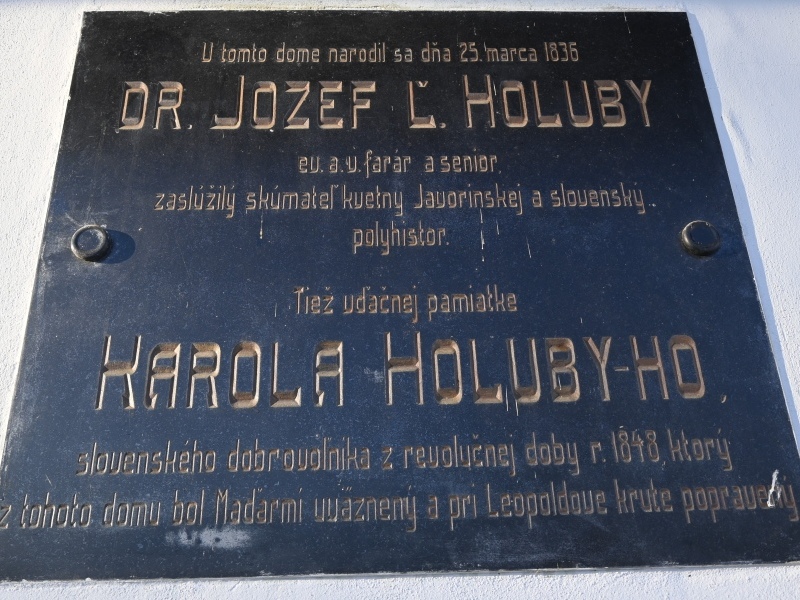 U tomto dome narodil sa dňa 25. marca 1836
DR. JOZEF Ľ. HOLUBY
ev. a. v. farár a senior,
zaslúžilý skúmateľ kvetny Javorinskej a slovenský
polyhistor.
Tiež vďačnej pamiatke
KAROLA HOLUBY-HO,
slovenského dobrovoľníka z revolučnej doby r. 1848 ktorý
z tohoto domu bol Maďarmi uväznený a pri Leopoldove krute popravený